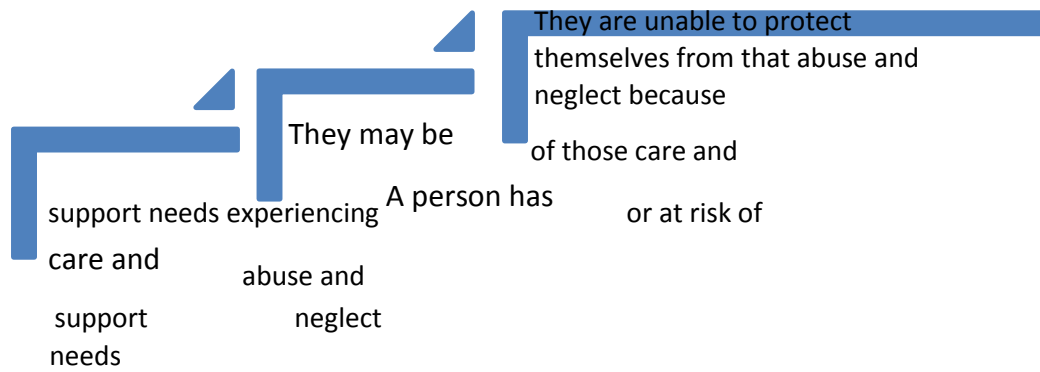 They are unable to protect
themselves from that abuse and
neglect because
They may be
of those care and
A person has
support needs experiencing
or at risk of
care and
abuse and
support
neglect
needs